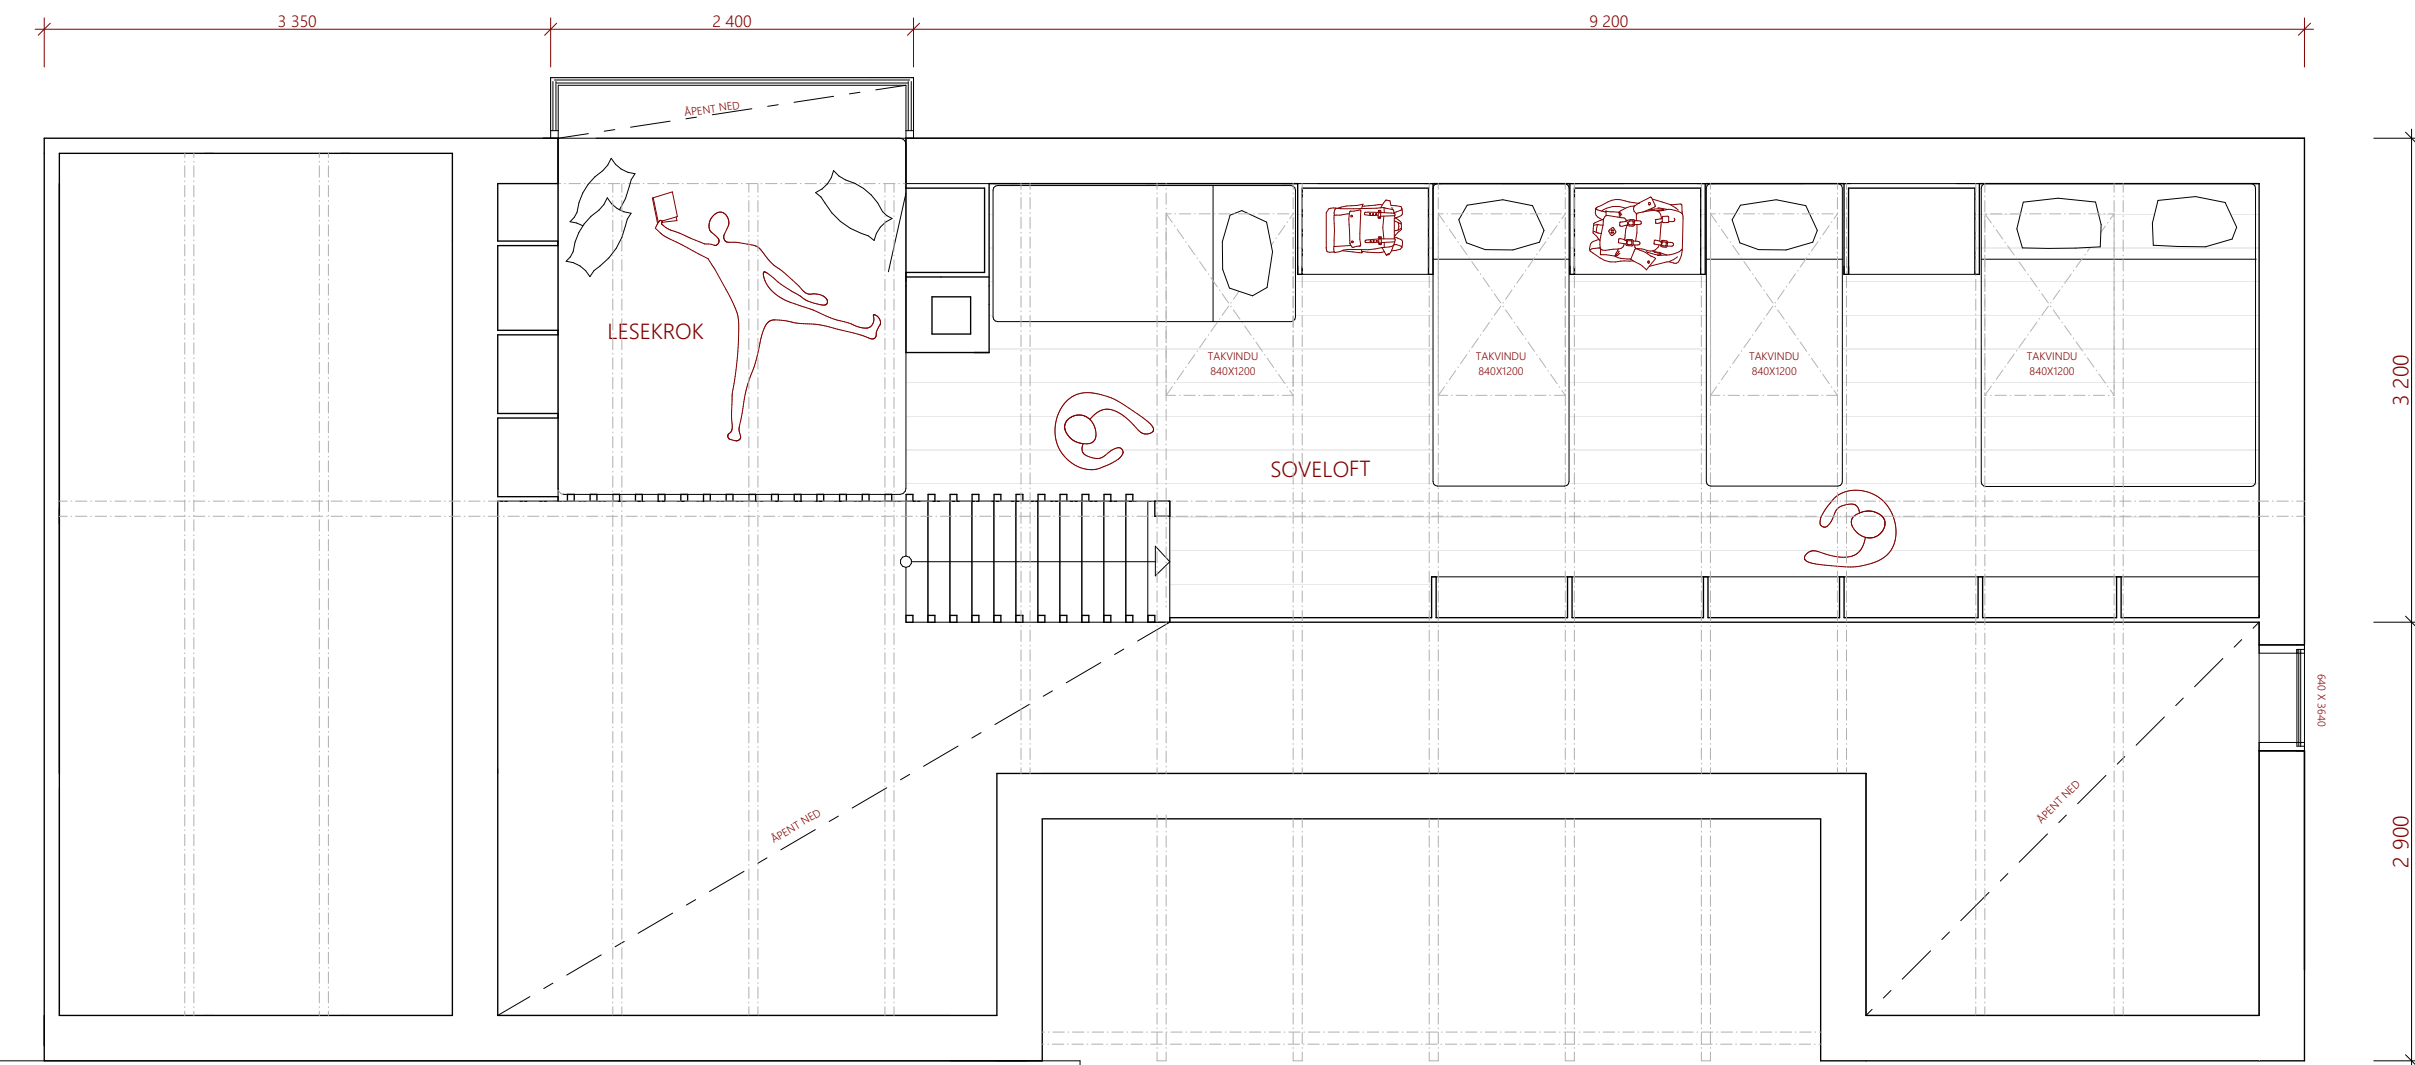 3 350
2 400
9 200
ÅPENT NED
LESEKROK
TAKVINDU
840X1200
TAKVINDU
840X1200
TAKVINDU
840X1200
TAKVINDU
840X1200
3 200
SOVELOFT
640 X 3640
ÅPENT NED
ÅPENT NED
2 900